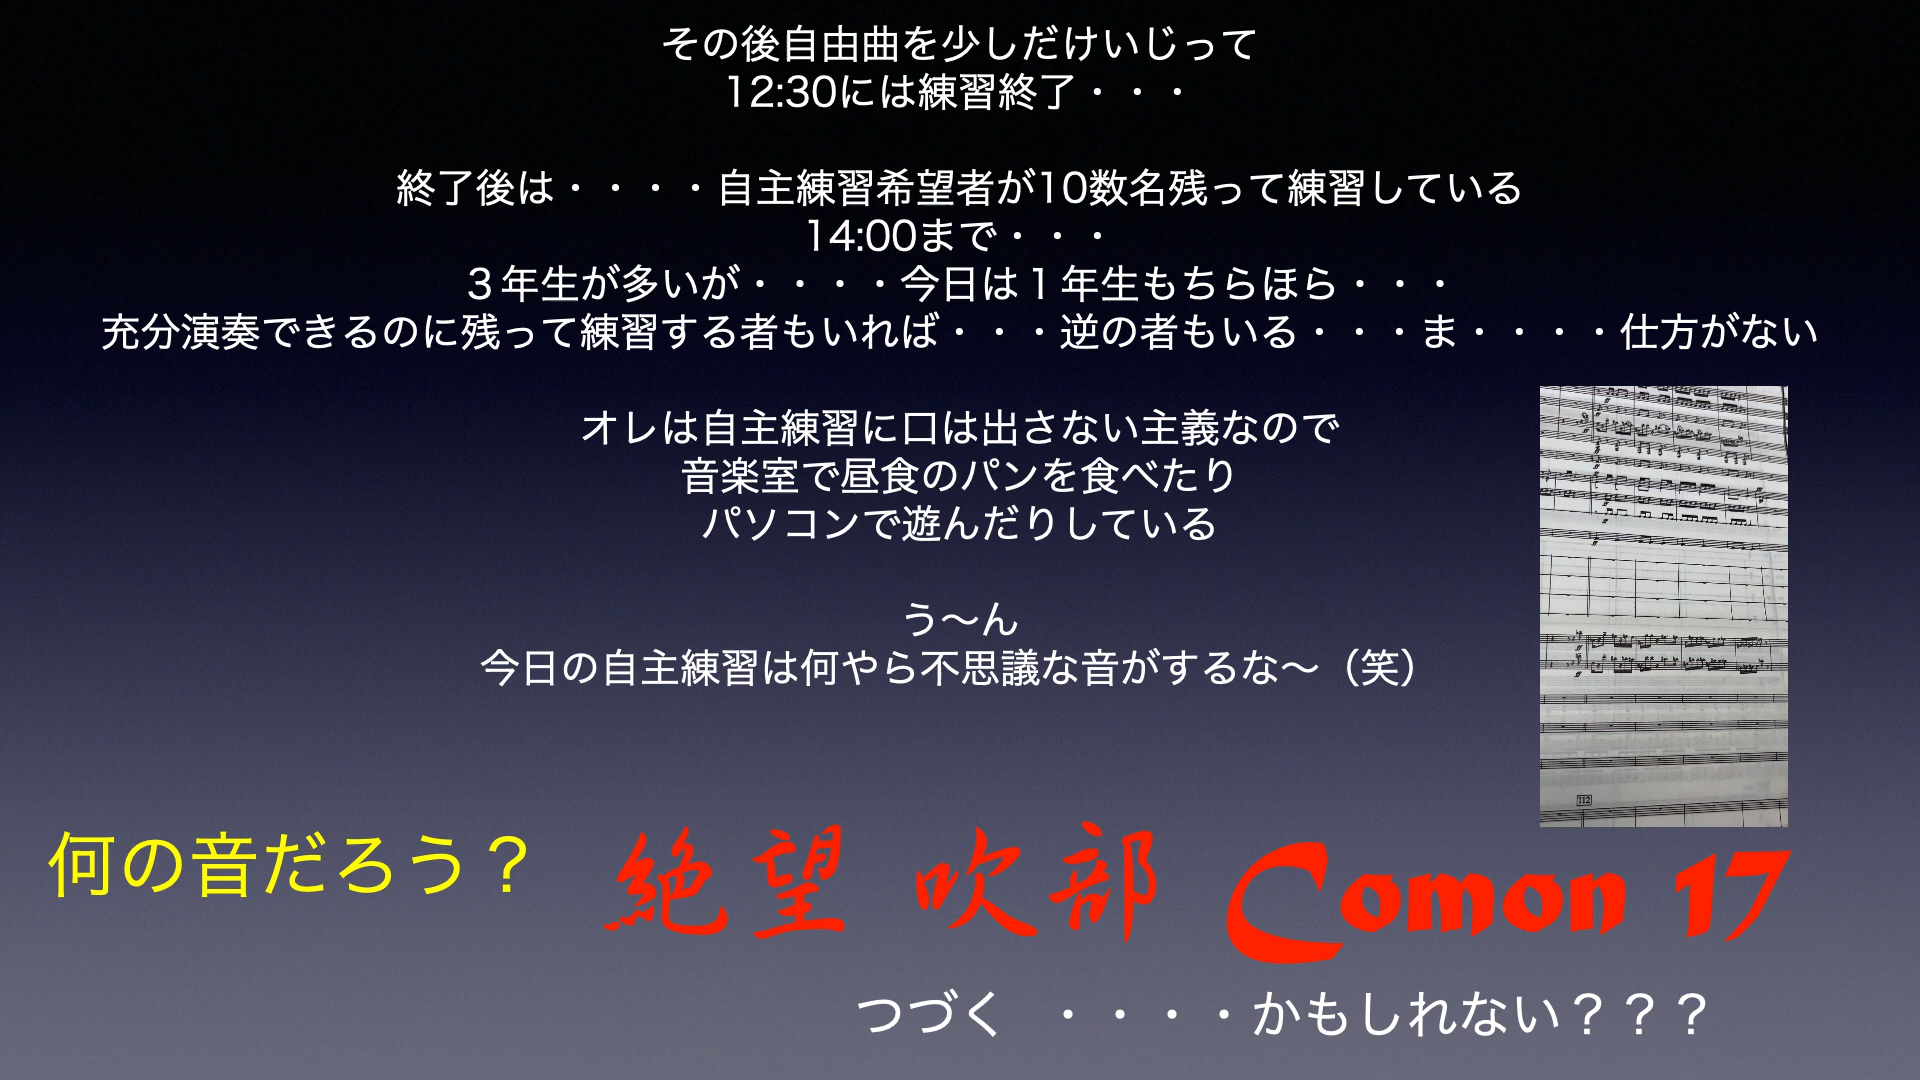 その後自由曲を少しだけいじって
12:30には練習終了・・・
終了後は・・・・自主練習希望者が10数名残って練習している
14:00まで・・・
３年生が多いが・・・・今日は１年生もちらほら・・・
充分演奏できるのに残って練習する者もいれば・・・逆の者もいる・・・ま・・・・仕方がない
オレは自主練習に口は出さない主義なので
音楽室で昼食のパンを食べたり
パソコンで遊んだりしている
う〜ん
今日の自主練習は何やら不思議な音がするな〜（笑）
112
何の音だろう？
絶望 吹部 Comon 17
つづく ・・・・かもしれない？？？